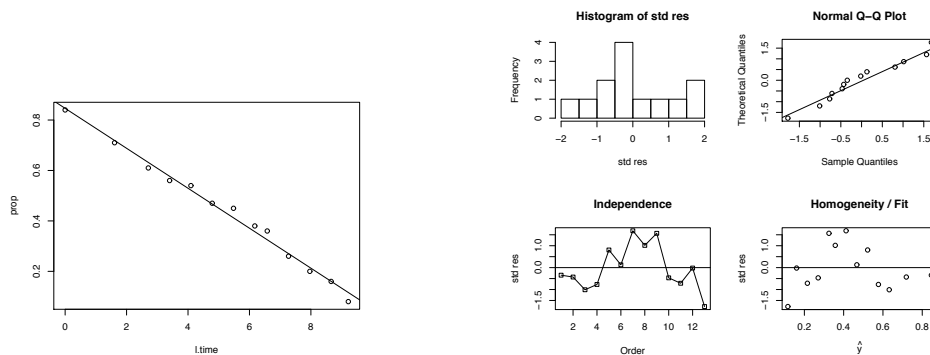 prop
0.8
0.6
0.4
0.2
0 2 4 6 8
l.time
Histogram of std res
Frequency
4
3
2
1
0
−2 −1 0 1 2
std res
Normal Q−Q Plot
Theoretical Quantiles
1.5
0.0
−1.5
−1.5 −0.5 0.5 1.5
Sample Quantiles
Independence
std res
1.0
0.0
−1.5
2 4 6 8 10 12
Order
Homogeneity / Fit
std res
1.0
0.0
−1.5
0.2 0.4 0.6 0.8
ŷ